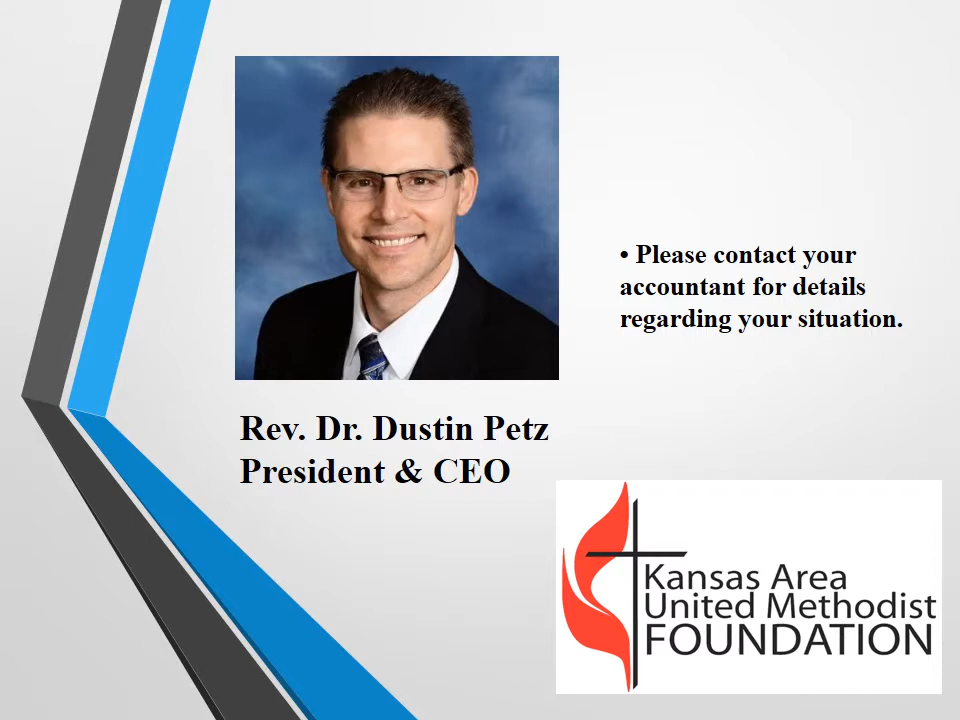 • Please contact your
accountant for details
regarding your situation.
Rev. Dr. Dustin Petz
President & CEO
Kansas Area
United Methodist
FOUNDATION